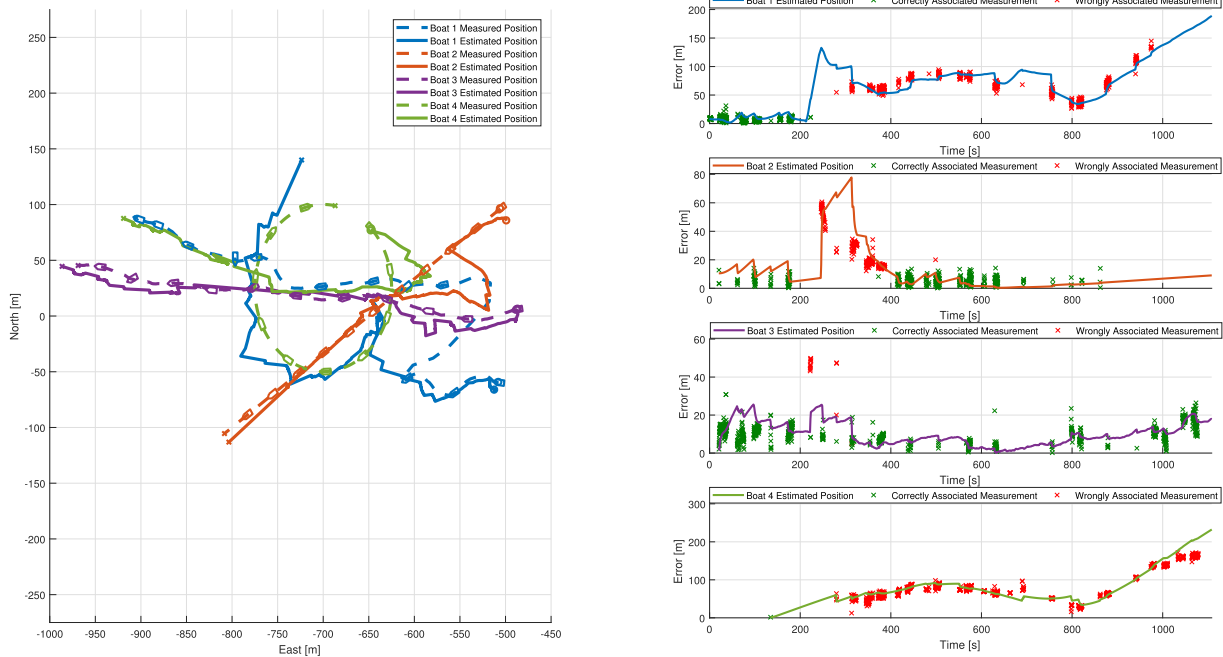 Boat 1 Measured Position
Boat 1 Estimated Position
Boat 2 Measured Position
Boat 2 Estimated Position
Boat 3 Measured Position
Boat 3 Estimated Position
Boat 4 Measured Position
Boat 4 Estimated Position
250
200
150
100
50
0
-50
-100
-150
-200
-250
North [m]
-1000 -950 -900 -850 -800 -750 -700 -650 -600 -550 -500 -450
East [m]
Boat 1 Estimated Position Correctly Associated Measurement Wrongly Associated Measurement
200
150
100
50
0
Error [m]
0 200 400 600 800 1000
Time [s]
Boat 2 Estimated Position Correctly Associated Measurement Wrongly Associated Measurement
80
60
40
20
0
Error [m]
0 200 400 600 800 1000
Time [s]
Boat 3 Estimated Position Correctly Associated Measurement Wrongly Associated Measurement
60
40
20
0
Error [m]
0 200 400 600 800 1000
Time [s]
Boat 4 Estimated Position Correctly Associated Measurement Wrongly Associated Measurement
300
200
100
0
Error [m]
0 200 400 600 800 1000
Time [s]